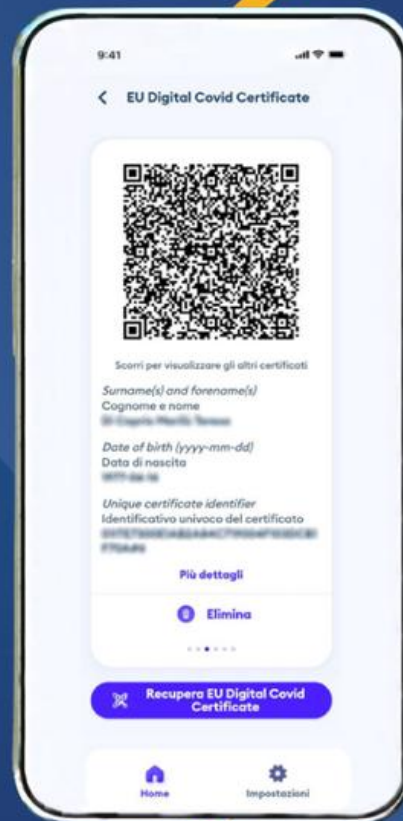 9:41
EU Digital Covid Certificate
Scorri per visualizzare gli altri certificati
Surname(s) and forename(s)
Cognome e nome
Date of birth (yyyy-mm-dd)
Data di nascita
Unique certificate identifier
Identificativo univoco del certificato
Più dettagli
Elimina
Recupera EU Digital Covid
Certificate
Home
Impostazioni